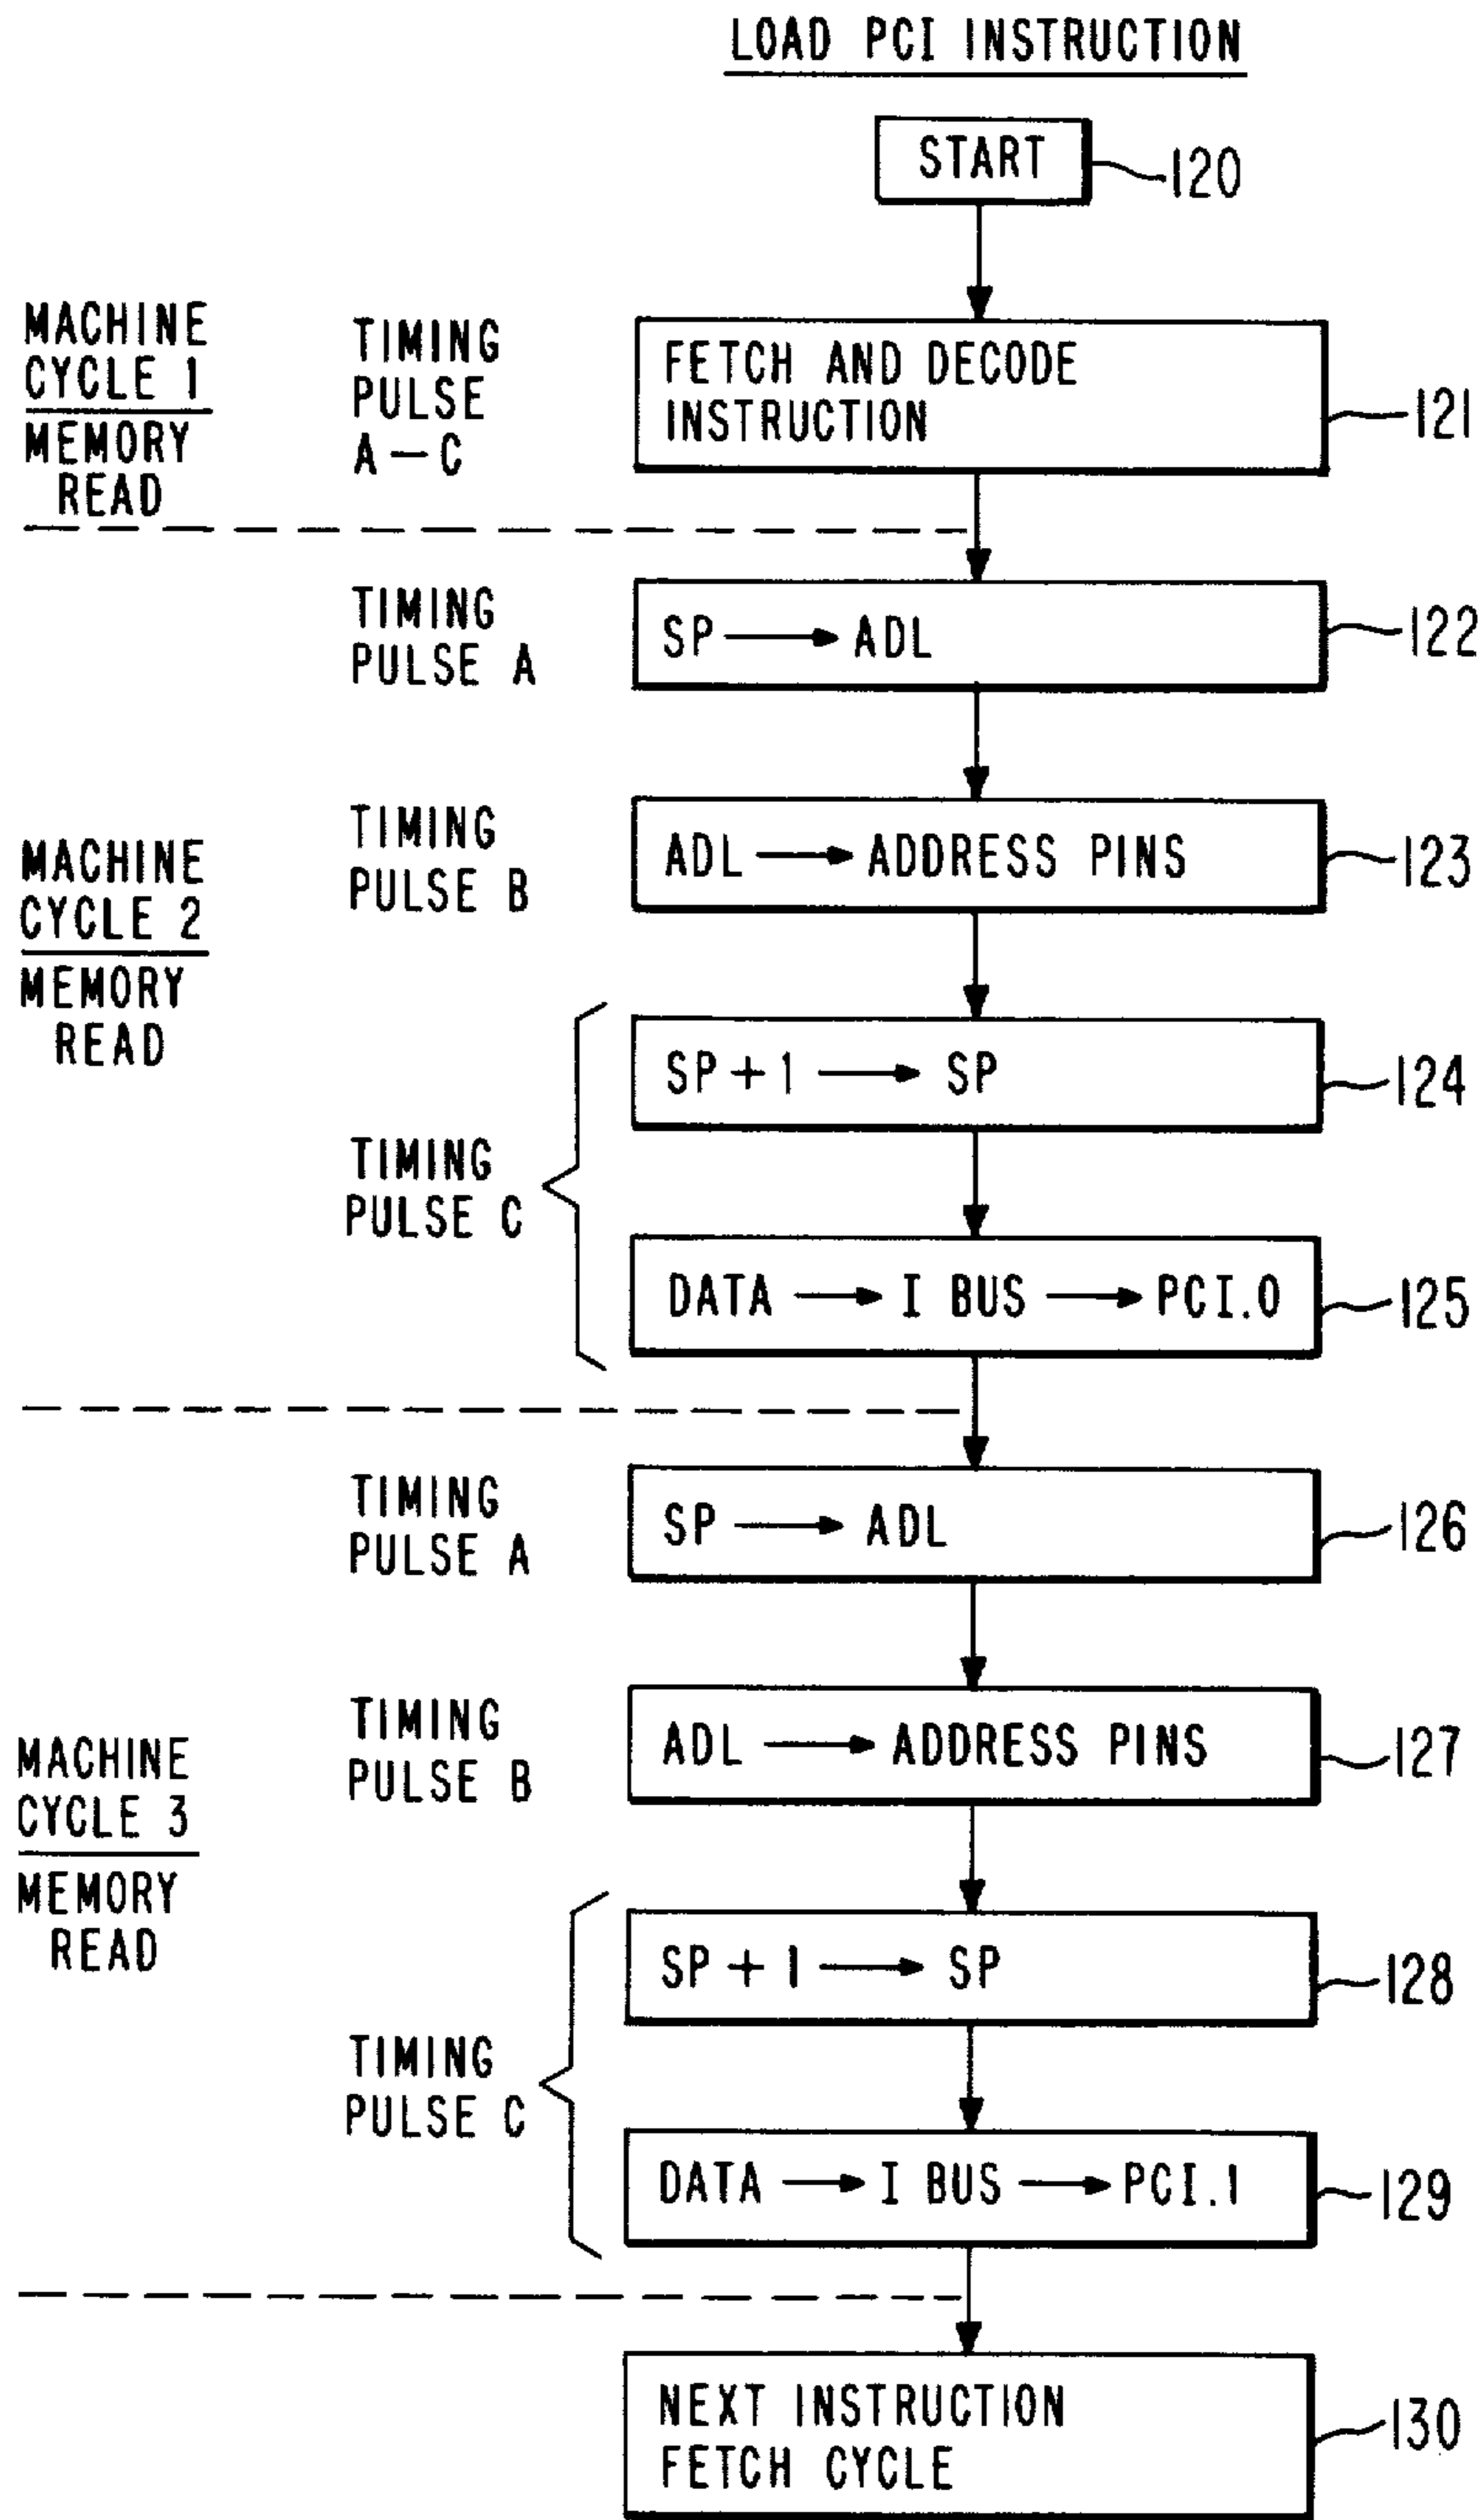 LOAD PCI INSTRUCTION
START
120
MACHINE
CYCLE 1
MEMORY
READ
TIMING
PULSE
A—C
FETCH AND DECODE
INSTRUCTION
121
TIMING
PULSE A
SP → ADL
122
MACHINE
CYCLE 2
MEMORY
READ
TIMING
PULSE B
ADL → ADDRESS PINS
123
SP + 1 → SP
124
TIMING
PULSE C
DATA → I BUS → PCI.0
125
TIMING
PULSE A
SP → ADL
126
MACHINE
CYCLE 3
MEMORY
READ
TIMING
PULSE B
ADL → ADDRESS PINS
127
SP + 1 → SP
128
TIMING
PULSE C
DATA → I BUS → PCI.1
129
NEXT INSTRUCTION
FETCH CYCLE
130